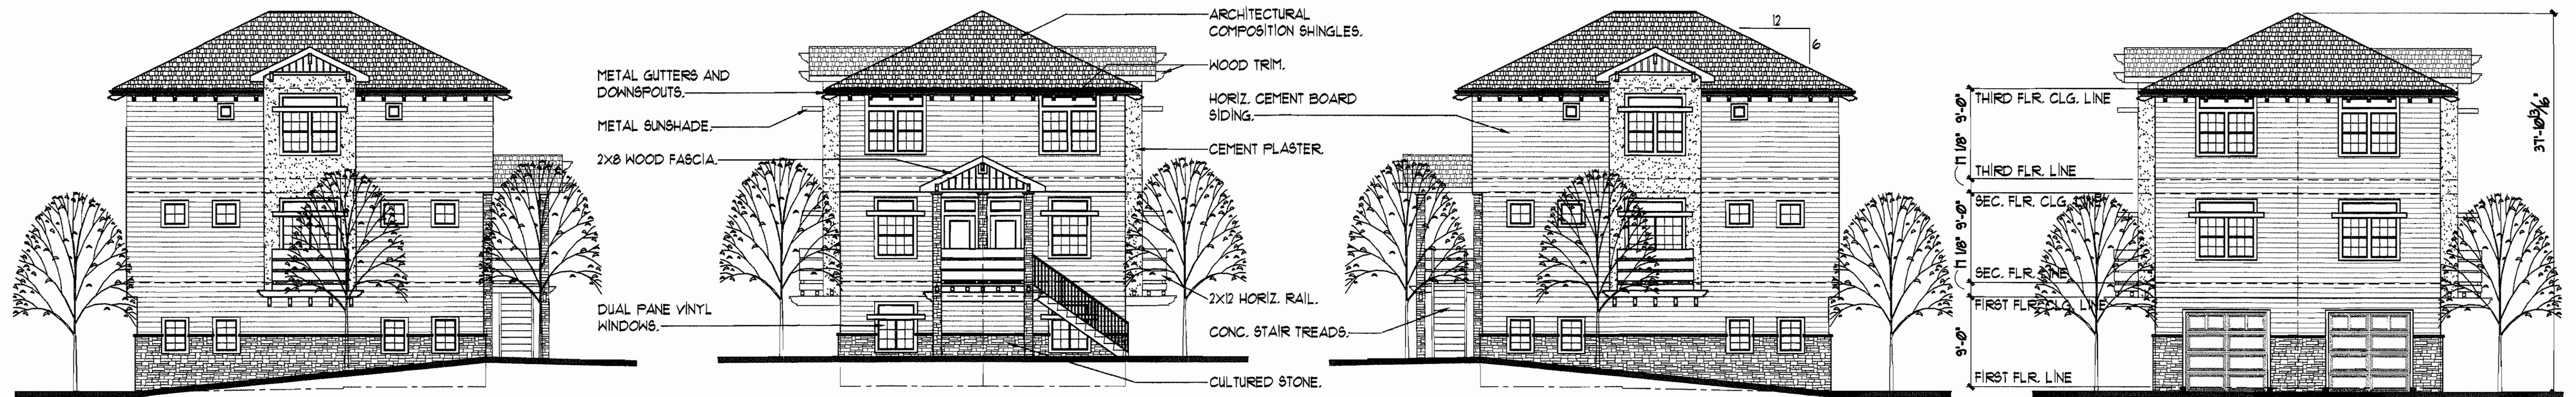 ARCHITECTURAL
COMPOSITION SHINGLES.
METAL GUTTERS AND
DOWNSPOUTS.
WOOD TRIM.
HORIZ. CEMENT BOARD
SIDING.
METAL SUNSHADE.
2X8 WOOD FASCIA.
CEMENT PLASTER.
DUAL PANE VINYL
WINDOWS.
2X12 HORIZ. RAIL.
CONC. STAIR TREADS.
CULTURED STONE.
12
6
THIRD FLR. CLG. LINE
9'-0"
THIRD FLR. LINE
11 7/8"
SEC. FLR. CLG. LINE
9'-0"
SEC. FLR. LINE
11 7/8"
FIRST FLR. CLG. LINE
9'-0"
FIRST FLR. LINE